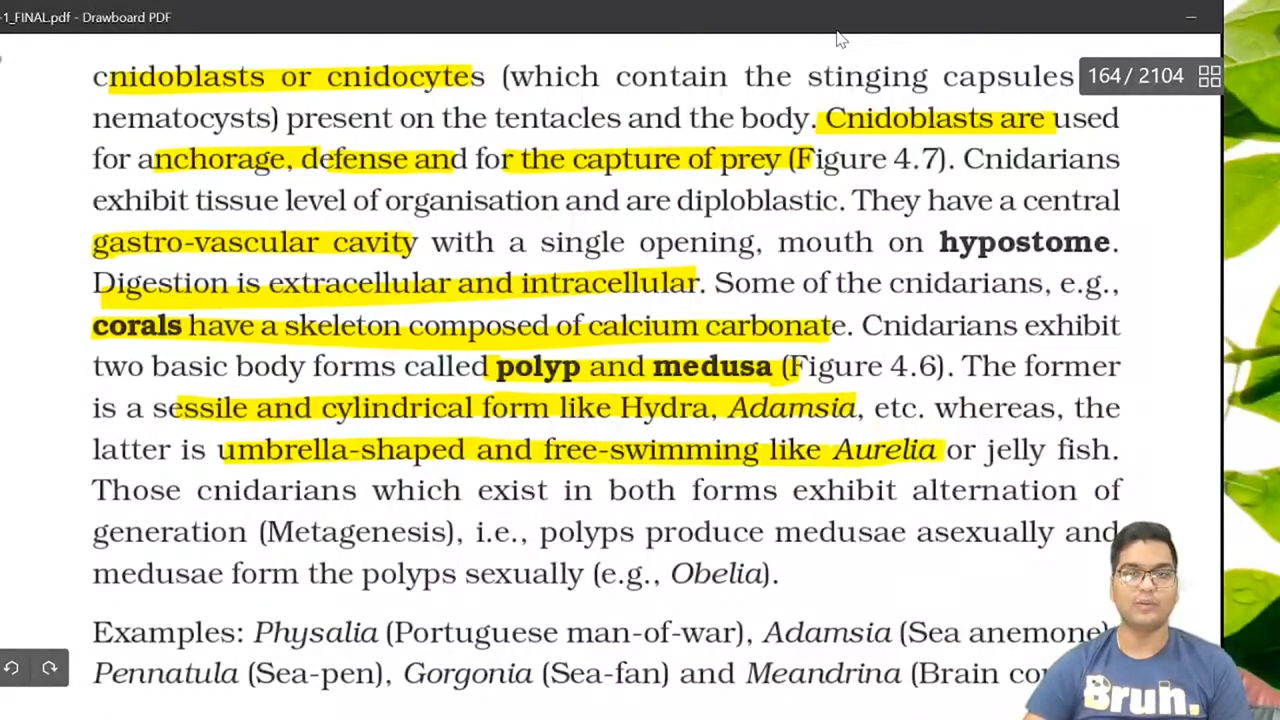 -1_FINAL.pdf - Drawboard PDF
164 / 2104
cnidoblasts or cnidocytes (which contain the stinging capsules
nematocysts) present on the tentacles and the body. Cnidoblasts are used
for anchorage, defense and for the capture of prey (Figure 4.7). Cnidarians
exhibit tissue level of organisation and are diploblastic. They have a central
gastro-vascular cavity with a single opening, mouth on hypostome.
Digestion is extracellular and intracellular. Some of the cnidarians, e.g.,
corals have a skeleton composed of calcium carbonate. Cnidarians exhibit
two basic body forms called polyp and medusa (Figure 4.6). The former
is a sessile and cylindrical form like Hydra, Adamsia, etc. whereas, the
latter is umbrella-shaped and free-swimming like Aurelia or jelly fish.
Those cnidarians which exist in both forms exhibit alternation of
generation (Metagenesis), i.e., polyps produce medusae asexually and
medusae form the polyps sexually (e.g., Obelia).
Examples: Physalia (Portuguese man-of-war), Adamsia (Sea anemone)
Pennatula (Sea-pen), Gorgonia (Sea-fan) and Meandrina (Brain co
Bruh.